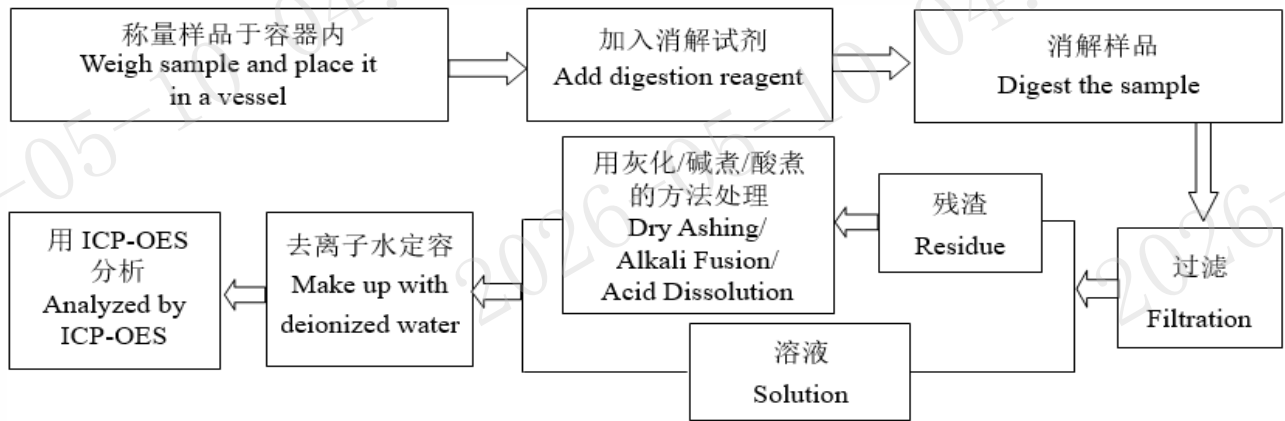 称量样品于容器内
Weigh sample and place it
in a vessel
加入消解试剂
Add digestion reagent
消解样品
Digest the sample
过滤
Filtration
残渣
Residue
用灰化/碱煮/酸煮
的方法处理
Dry Ashing/
Alkali Fusion/
Acid Dissolution
溶液
Solution
去离子水定容
Make up with
deionized water
用 ICP-OES
分析
Analyzed by
ICP-OES
2026-05-10 04